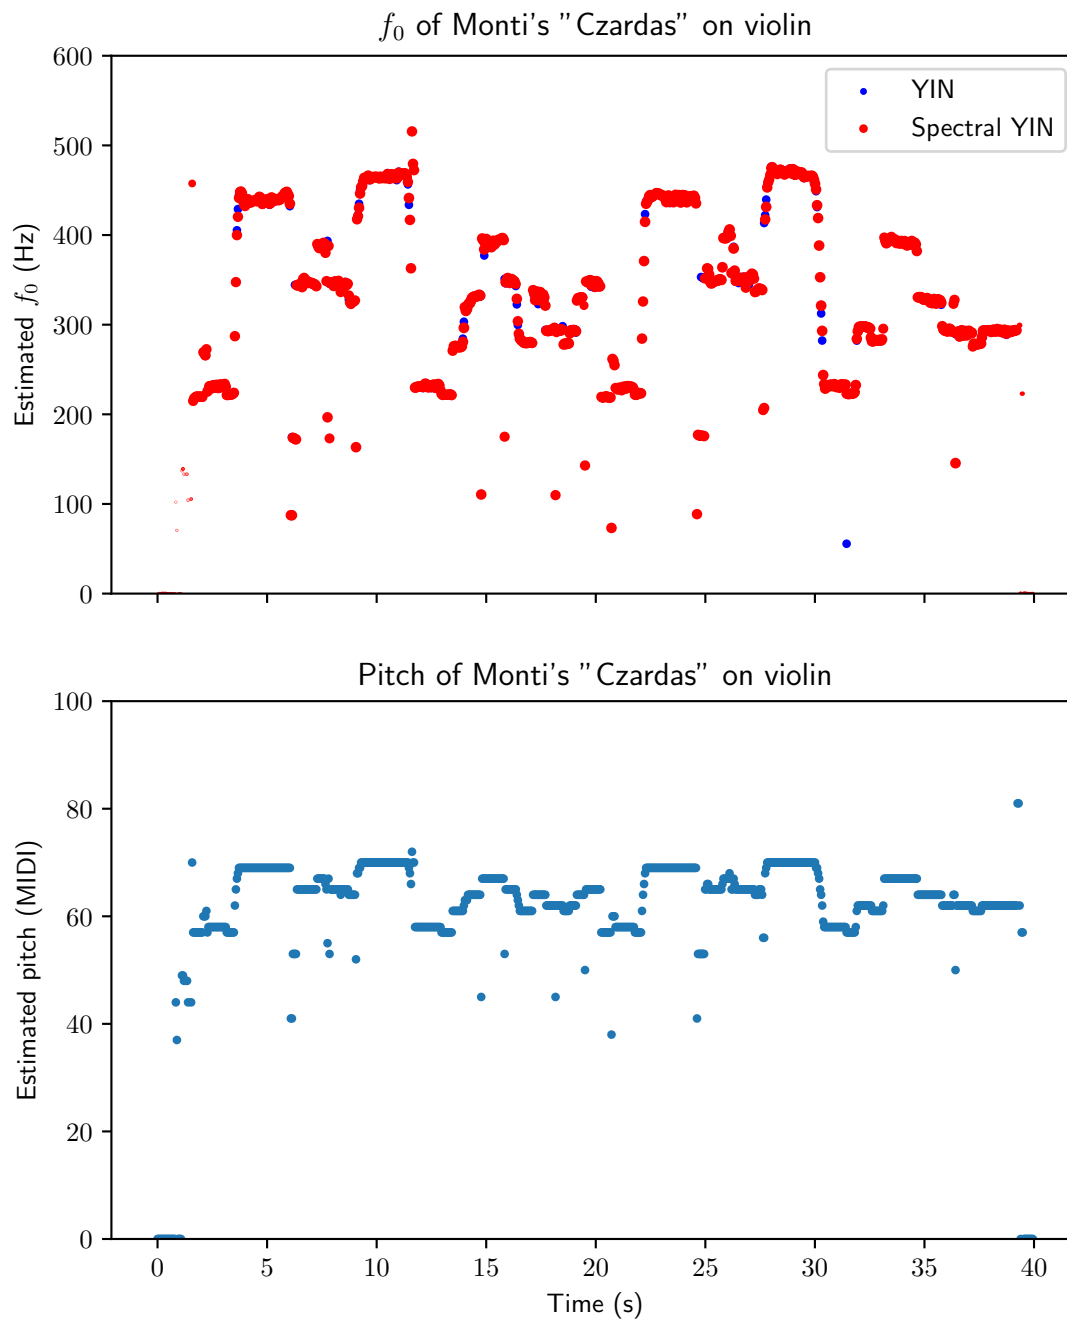 f₀ of Monti's "Czardas" on violin
600
500
400
300
200
100
0
Estimated f₀ (Hz)
YIN
Spectral YIN
Pitch of Monti's "Czardas" on violin
100
80
60
40
20
0
Estimated pitch (MIDI)
0 5 10 15 20 25 30 35 40
Time (s)